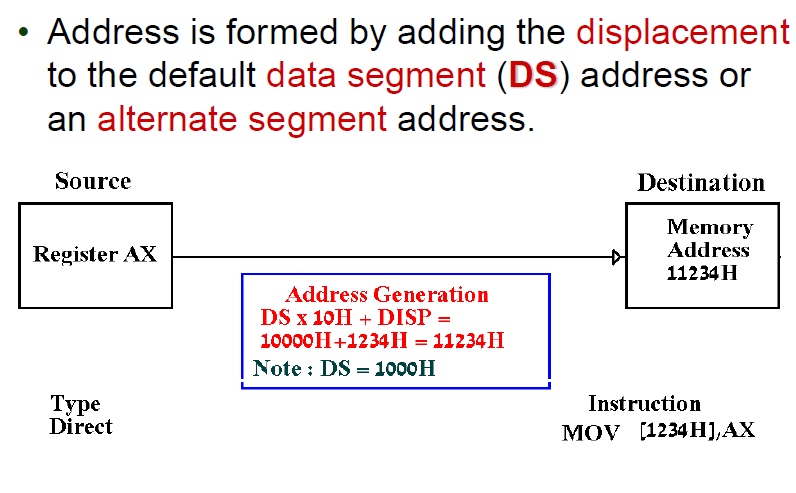 • Address is formed by adding the displacement
to the default data segment (DS) address or
an alternate segment address.
Source
Destination
Register AX
Memory
Address
11234H
Address Generation
DS x 10H + DISP =
10000H+1234H = 11234H
Note : DS = 1000H
Type
Direct
Instruction
MOV [1234H],AX